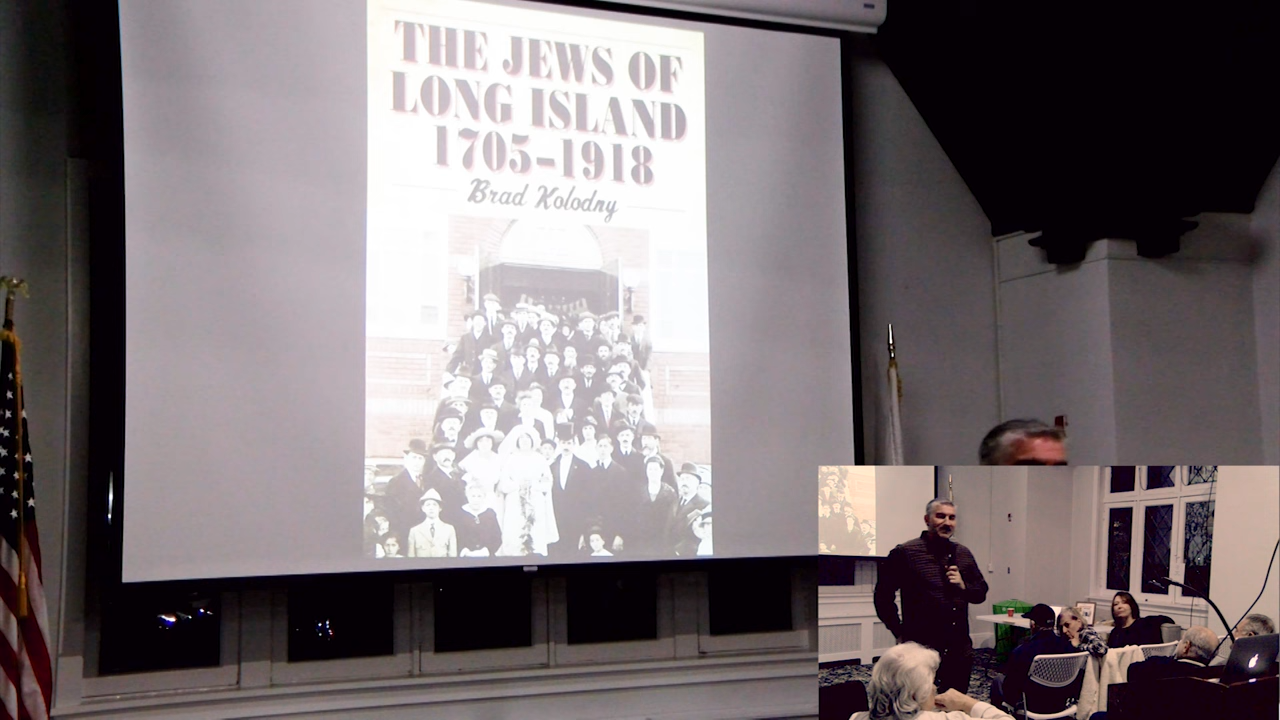 THE JEWS OF
LONG ISLAND
1705-1918
Brad Kolodny